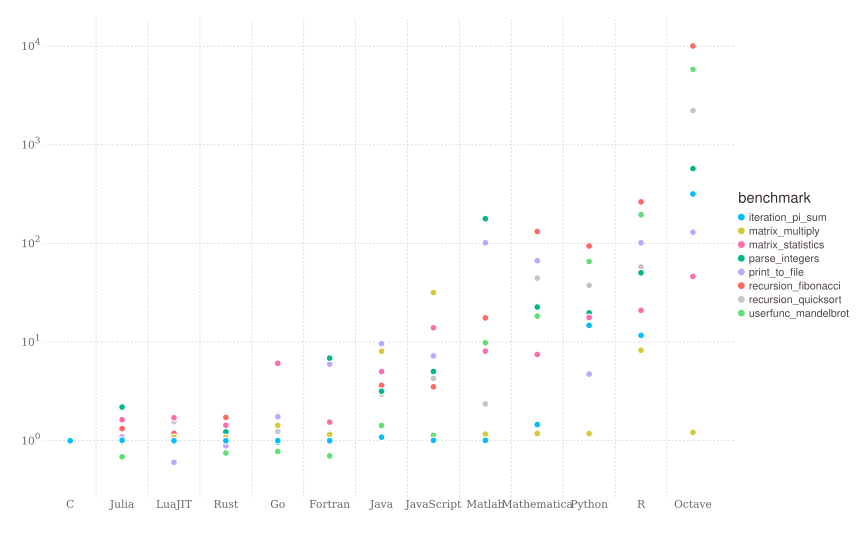 10^4
10^3
10^2
10^1
10^0
C Julia LuaJIT Rust Go Fortran Java JavaScript Matlab Mathematica Python R Octave
benchmark
iteration_pi_sum
matrix_multiply
matrix_statistics
parse_integers
print_to_file
recursion_fibonacci
recursion_quicksort
userfunc_mandelbrot